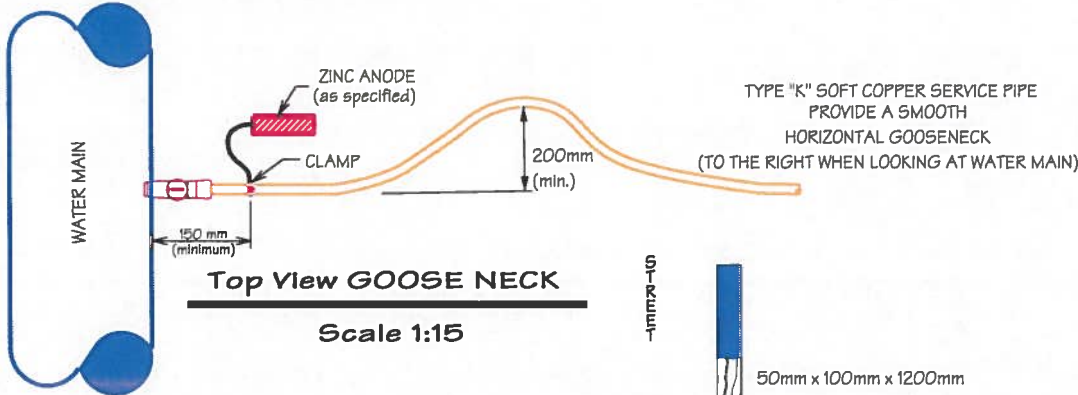 ZINC ANODE
(as specified)
CLAMP
WATER MAIN
150 mm
(minimum)
200mm
(min.)
TYPE "K" SOFT COPPER SERVICE PIPE
PROVIDE A SMOOTH
HORIZONTAL GOOSENECK
(TO THE RIGHT WHEN LOOKING AT WATER MAIN)
Top View GOOSE NECK
Scale 1:15
STREET
50mm x 100mm x 1200mm